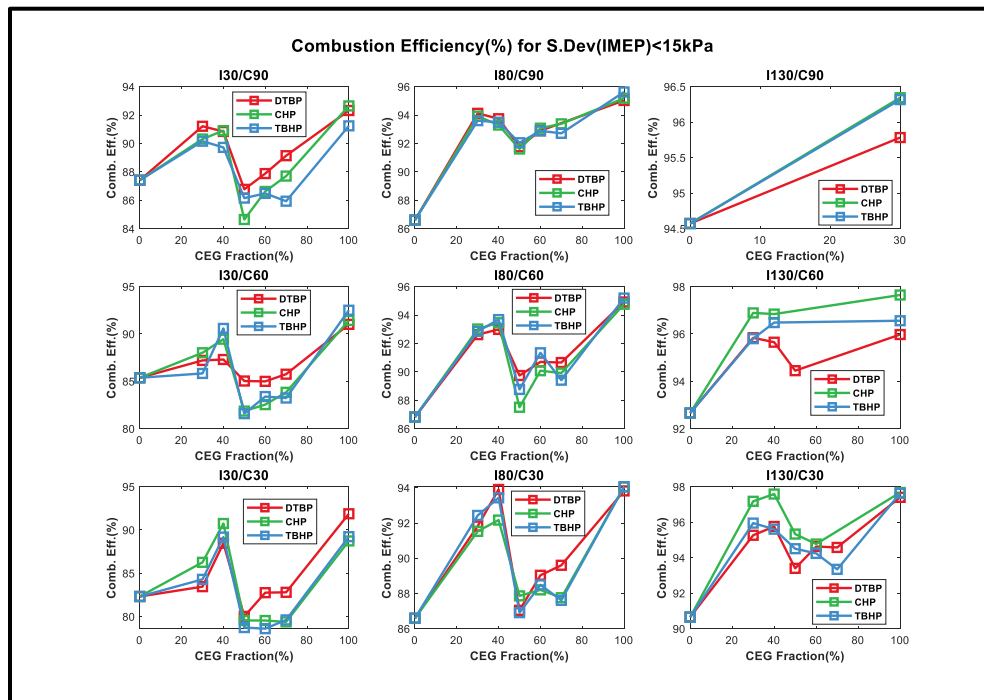 Combustion Efficiency(%) for S.Dev(IMEP)<15kPa
I30/C90
94
92
90
88
86
84
Comb. Eff.(%)
DTBP
CHP
TBHP
0 20 40 60 80 100
CEG Fraction(%)
I80/C90
96
94
92
90
88
86
Comb. Eff.(%)
DTBP
CHP
TBHP
0 20 40 60 80 100
CEG Fraction(%)
I130/C90
96.5
96
95.5
95
94.5
Comb. Eff.(%)
DTBP
CHP
TBHP
0 10 20 30
CEG Fraction(%)
I30/C60
95
90
85
80
Comb. Eff.(%)
DTBP
CHP
TBHP
0 20 40 60 80 100
CEG Fraction(%)
I80/C60
96
94
92
90
88
86
Comb. Eff.(%)
DTBP
CHP
TBHP
0 20 40 60 80 100
CEG Fraction(%)
I130/C60
98
96
94
92
Comb. Eff.(%)
DTBP
CHP
TBHP
0 20 40 60 80 100
CEG Fraction(%)
I30/C30
95
90
85
80
Comb. Eff.(%)
DTBP
CHP
TBHP
0 20 40 60 80 100
CEG Fraction(%)
I80/C30
94
92
90
88
86
Comb. Eff.(%)
DTBP
CHP
TBHP
0 20 40 60 80 100
CEG Fraction(%)
I130/C30
98
96
94
92
90
Comb. Eff.(%)
DTBP
CHP
TBHP
0 20 40 60 80 100
CEG Fraction(%)